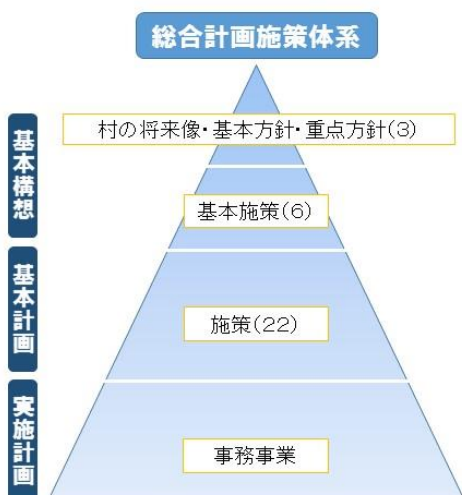 総合計画施策体系
基本構想
村の将来像・基本方針・重点方針(3)
基本施策(6)
基本計画
施策(22)
実施計画
事務事業